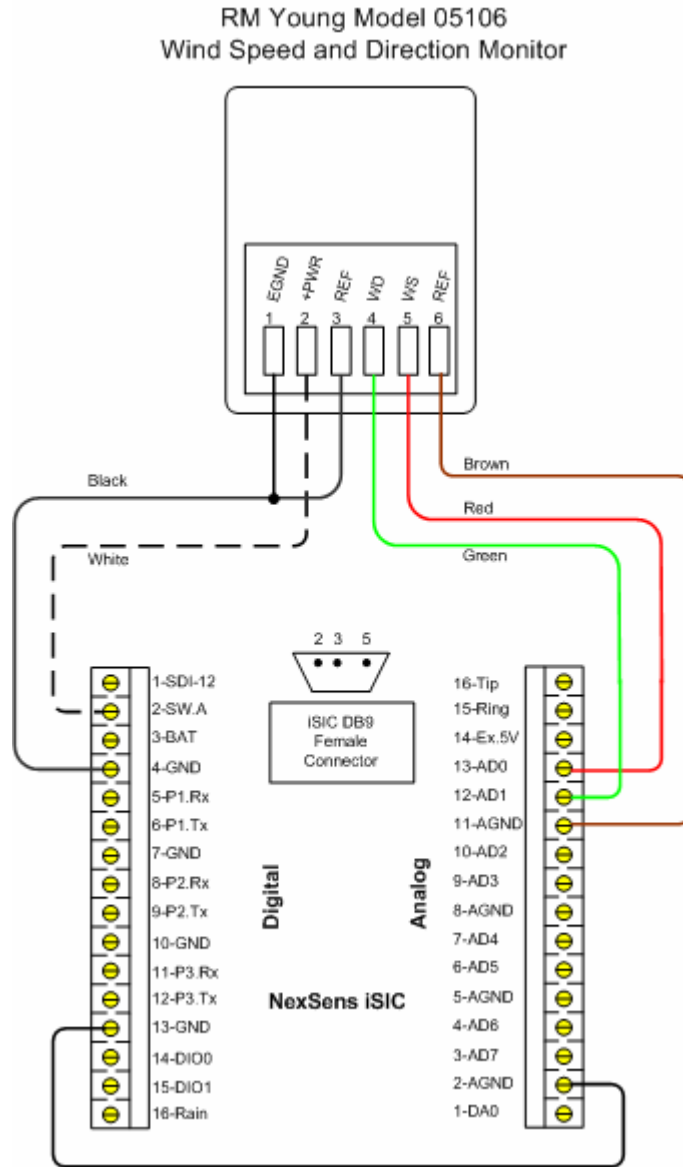 RM Young Model 05106
Wind Speed and Direction Monitor
EGND
+PWR
REF
WD
WS
REF
1
2
3
4
5
6
Black
Brown
Red
White
Green
2 3 5
iSIC DB9
Female
Connector
1-SDI-12
2-SW.A
3-BAT
4-GND
5-P1.Rx
6-P1.Tx
7-GND
8-P2.Rx
9-P2.Tx
10-GND
11-P3.Rx
12-P3.Tx
13-GND
14-DIO0
15-DIO1
16-Rain
Digital
Analog
NexSens iSIC
16-Tip
15-Ring
14-Ex.5V
13-AD0
12-AD1
11-AGND
10-AD2
9-AD3
8-AGND
7-AD4
6-AD5
5-AGND
4-AD6
3-AD7
2-AGND
1-DA0